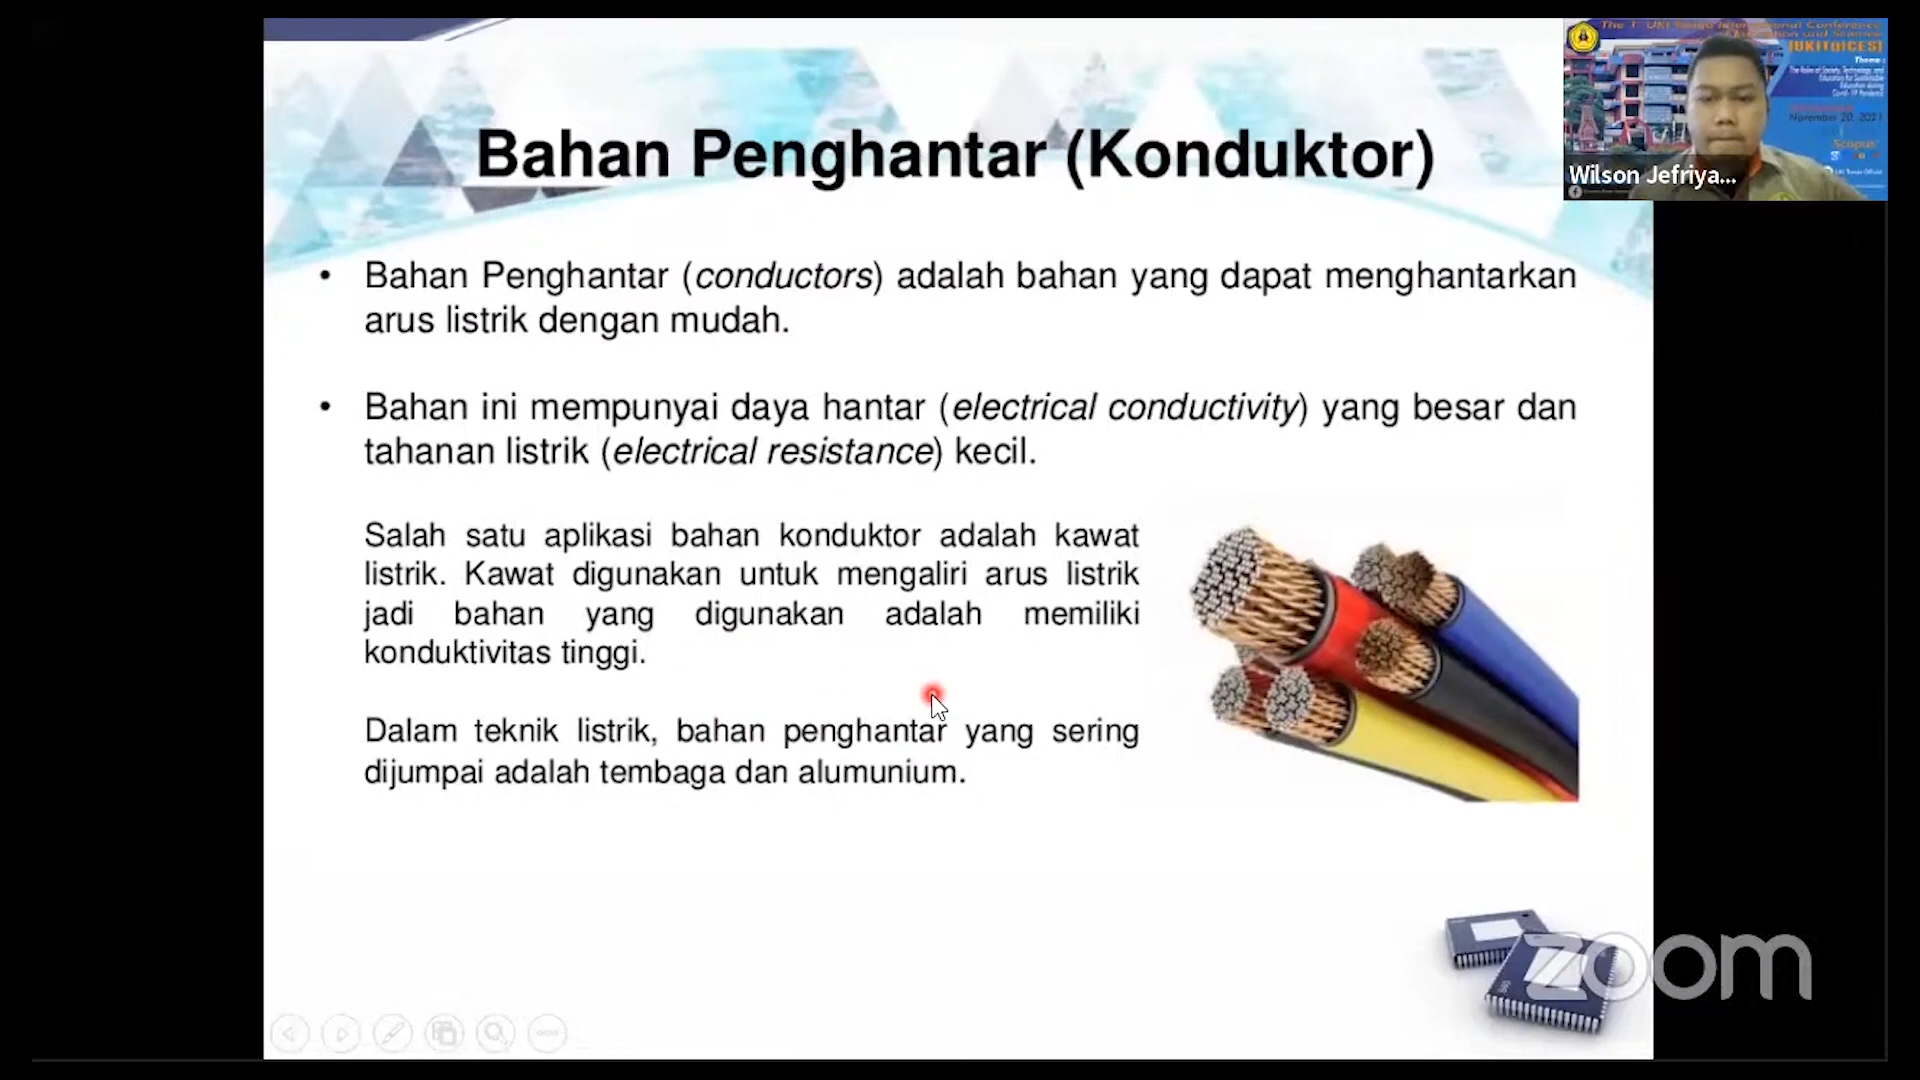 Bahan Penghantar (Konduktor)
• Bahan Penghantar (conductors) adalah bahan yang dapat menghantarkan
arus listrik dengan mudah.
• Bahan ini mempunyai daya hantar (electrical conductivity) yang besar dan
tahanan listrik (electrical resistance) kecil.
Salah satu aplikasi bahan konduktor adalah kawat
listrik. Kawat digunakan untuk mengaliri arus listrik
jadi bahan yang digunakan adalah memiliki
konduktivitas tinggi.
Dalam teknik listrik, bahan penghantar yang sering
dijumpai adalah tembaga dan alumunium.
(UKIToICES)
Theme :
November 20, 2021
Scopus
Wilson Jefriya...
zoom